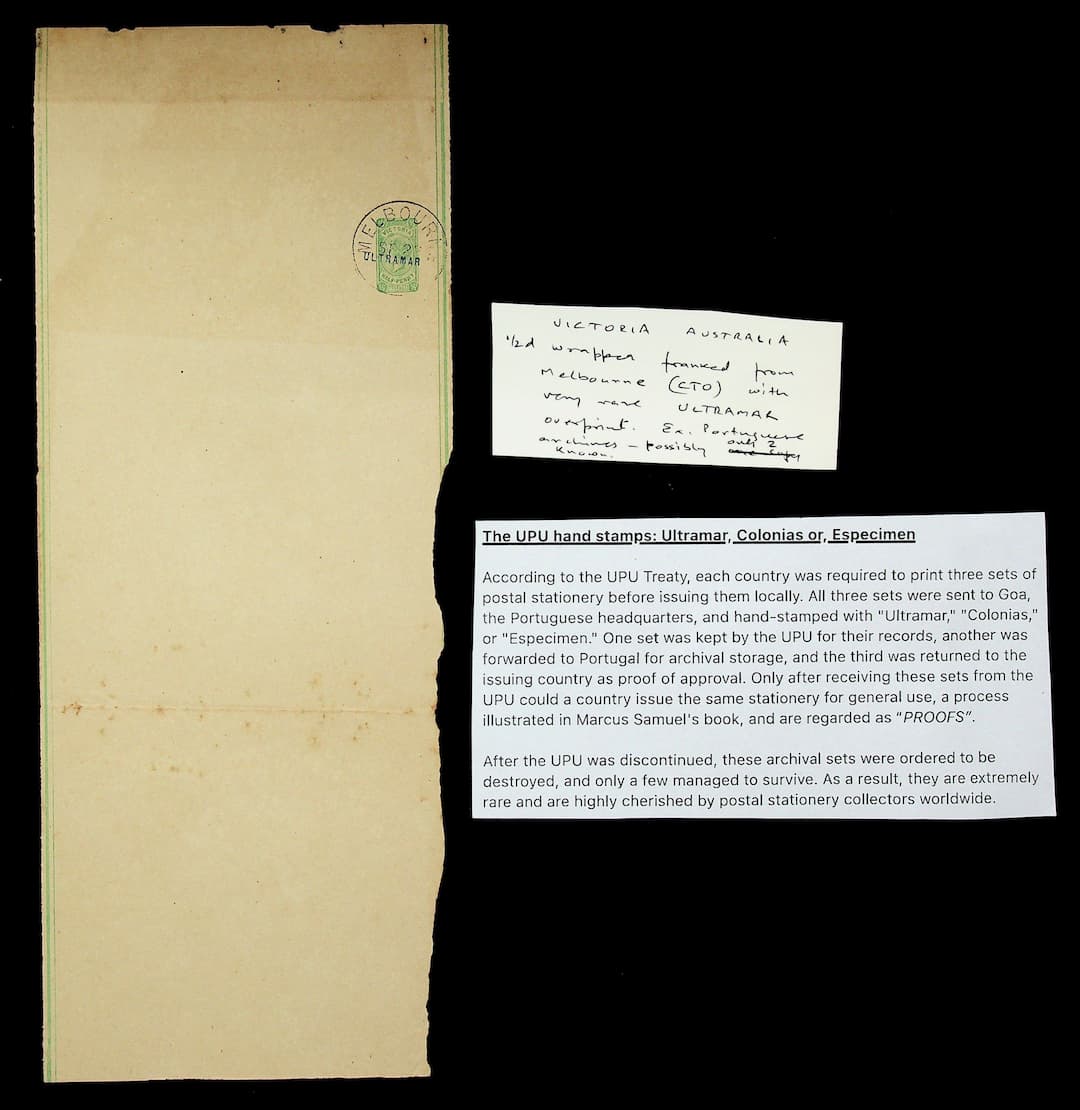 MELBOUR
VICTORIA
ULTRAMAR
HALF-PENNY
VICTORIA AUSTRALIA
1/2d wrapper franked from
Melbourne (CTO) with
very rare ULTRAMAR
overprint. Ex. Portuguese
archives – possibly only 2
known.
The UPU hand stamps: Ultramar, Colonias or, Especimen
According to the UPU Treaty, each country was required to print three sets of
postal stationery before issuing them locally. All three sets were sent to Goa,
the Portuguese headquarters, and hand-stamped with "Ultramar," "Colonias,"
or "Especimen." One set was kept by the UPU for their records, another was
forwarded to Portugal for archival storage, and the third was returned to the
issuing country as proof of approval. Only after receiving these sets from the
UPU could a country issue the same stationery for general use, a process
illustrated in Marcus Samuel's book, and are regarded as "PROOFS".
After the UPU was discontinued, these archival sets were ordered to be
destroyed, and only a few managed to survive. As a result, they are extremely
rare and are highly cherished by postal stationery collectors worldwide.